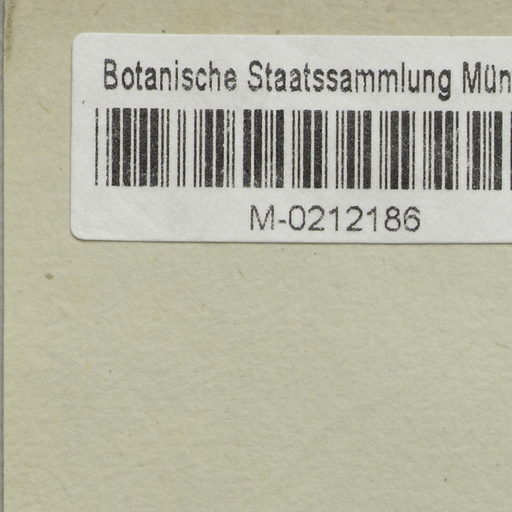 Botanische Staatssammlung Mün
M-0212186